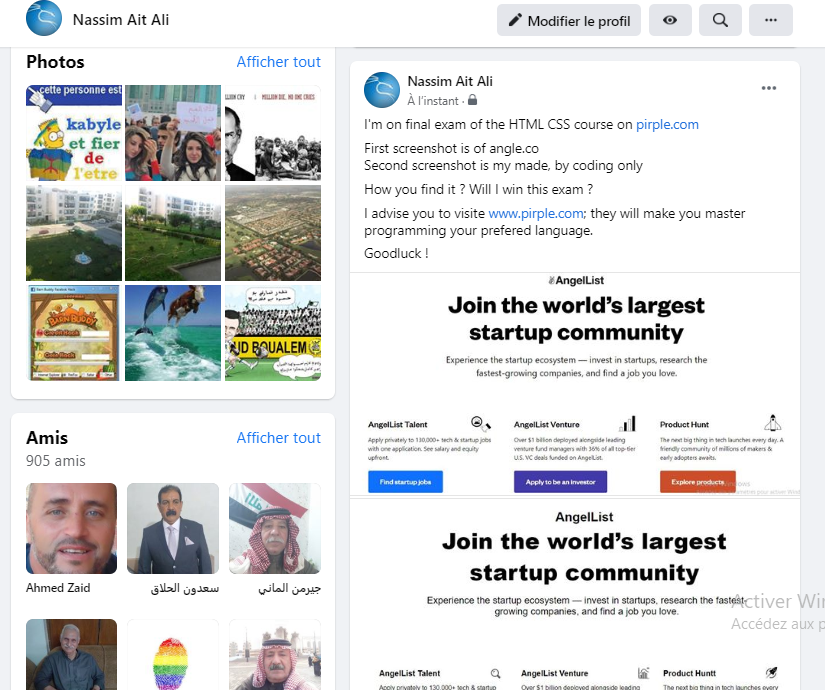 Nassim Ait Ali
Modifier le profil
Photos
Afficher tout
cette personne est
kabyle
et fier
de
l'etre
LION CRY | MILLION DIE, NO ONE CRIES
BARN BUDDY
UD BOUALEM
Amis
Afficher tout
905 amis
Ahmed Zaid
سعدون الحلاق
جيرمن الماني
Nassim Ait Ali
À l'instant ·
I'm on final exam of the HTML CSS course on pirple.com
First screenshot is of angle.co
Second screenshot is my made, by coding only
How you find it ? Will I win this exam ?
I advise you to visite www.pirple.com; they will make you master
programming your prefered language.
Goodluck !
AngelList
Join the world's largest
startup community
Experience the startup ecosystem — invest in startups, research the
fastest-growing companies, and find a job you love.
AngelList Talent
Apply privately to 130,000+ tech & startup jobs
with one application. See salary and equity
upfront.
Find startup jobs
AngelList Venture
Over $1 billion deployed alongside leading
venture fund managers with 36% of all top-tier
U.S. VC deals funded on AngelList.
Apply to be an investor
Product Hunt
The next big thing in tech launches every day. A
friendly community of millions of makers &
early adopters awaits.
Explore products
AngelList
Join the world's largest
startup community
Experience the startup ecosystem — invest in startups, research the fastest-
growing companies, and find a job you love.
Activer Win
Accédez aux p
AngelList Talent
Apply privately to 130,000+ tech & startup
AngelList Venture
Over $1 billion deployed alongside leading
Product Huntt
The next big thing in tech launches every